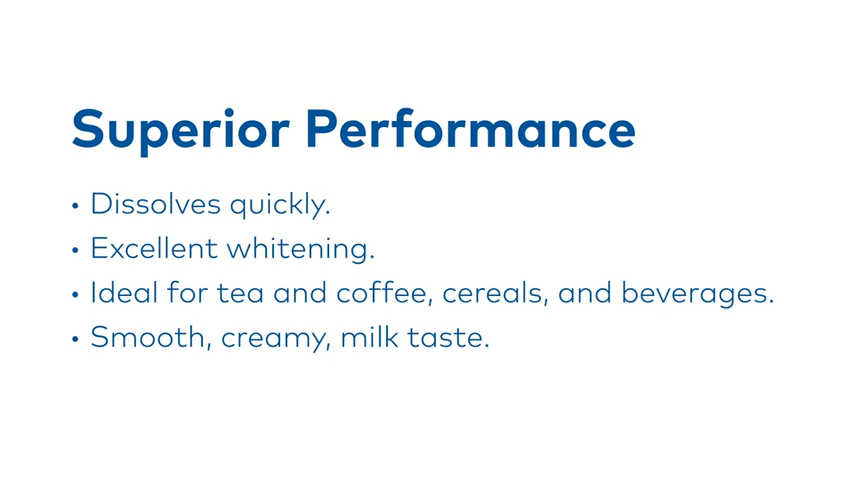 Superior Performance
• Dissolves quickly.
• Excellent whitening.
• Ideal for tea and coffee, cereals, and beverages.
• Smooth, creamy, milk taste.